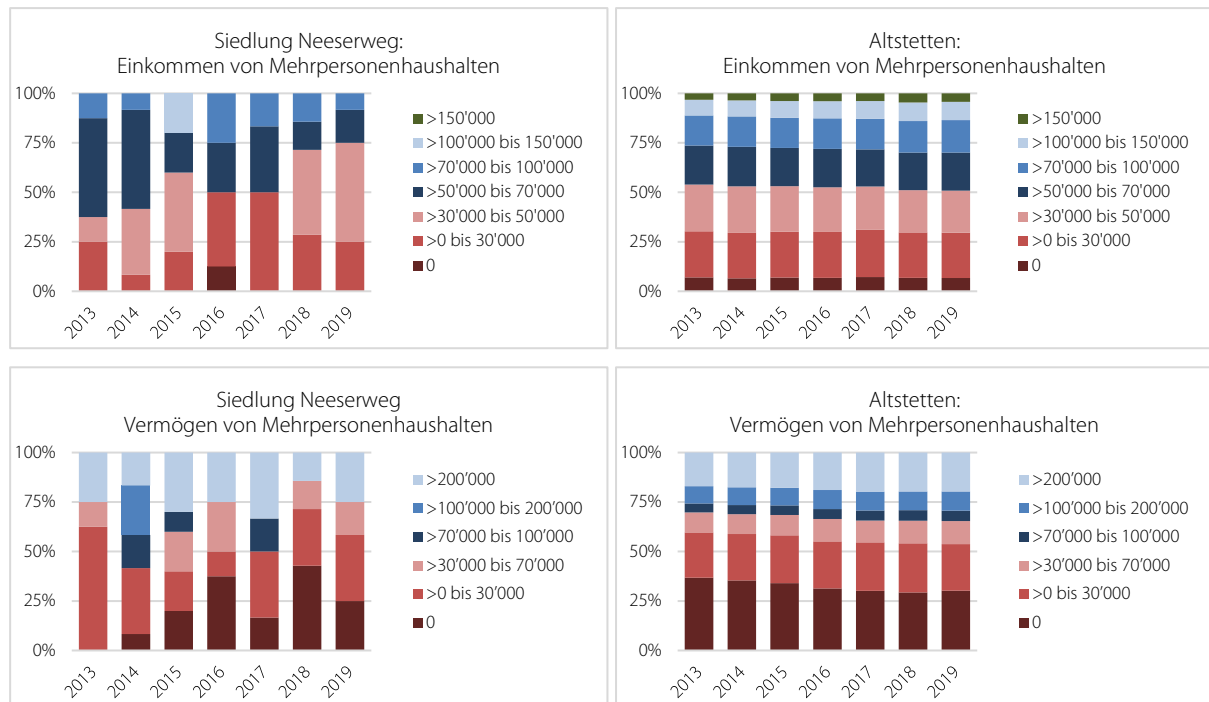 Siedlung Neeserweg:
Einkommen von Mehrpersonenhaushalten
100%
75%
50%
25%
0%
2013
2014
2015
2016
2017
2018
2019
>150'000
>100'000 bis 150'000
>70'000 bis 100'000
>50'000 bis 70'000
>30'000 bis 50'000
>0 bis 30'000
0
Altstetten:
Einkommen von Mehrpersonenhaushalten
100%
75%
50%
25%
0%
2013
2014
2015
2016
2017
2018
2019
>150'000
>100'000 bis 150'000
>70'000 bis 100'000
>50'000 bis 70'000
>30'000 bis 50'000
>0 bis 30'000
0
Siedlung Neeserweg
Vermögen von Mehrpersonenhaushalten
100%
75%
50%
25%
0%
2013
2014
2015
2016
2017
2018
2019
>200’000
>100’000 bis 200’000
>70’000 bis 100’000
>30’000 bis 70’000
>0 bis 30’000
0
Altstetten:
Vermögen von Mehrpersonenhaushalten
100%
75%
50%
25%
0%
2013
2014
2015
2016
2017
2018
2019
>200’000
>100’000 bis 200’000
>70’000 bis 100’000
>30’000 bis 70’000
>0 bis 30’000
0